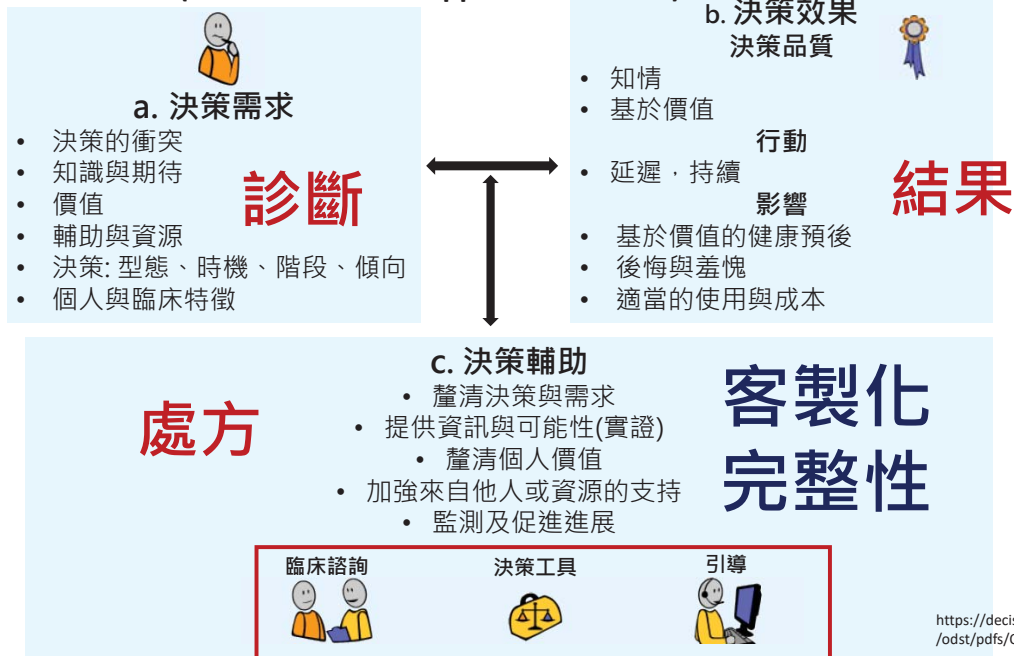 a. 決策需求
• 決策的衝突
• 知識與期待
• 價值
• 輔助與資源
• 決策: 型態、時機、階段、傾向
• 個人與臨床特徵
診斷
b. 決策效果
決策品質
• 知情
• 基於價值
行動
• 延遲，持續
影響
• 基於價值的健康預後
• 後悔與羞愧
• 適當的使用與成本
結果
c. 決策輔助
• 釐清決策與需求
• 提供資訊與可能性(實證)
• 釐清個人價值
• 加強來自他人或資源的支持
• 監測及促進進展
處方
客製化
完整性
臨床諮詢
決策工具
引導
https://decis
/odst/pdfs/